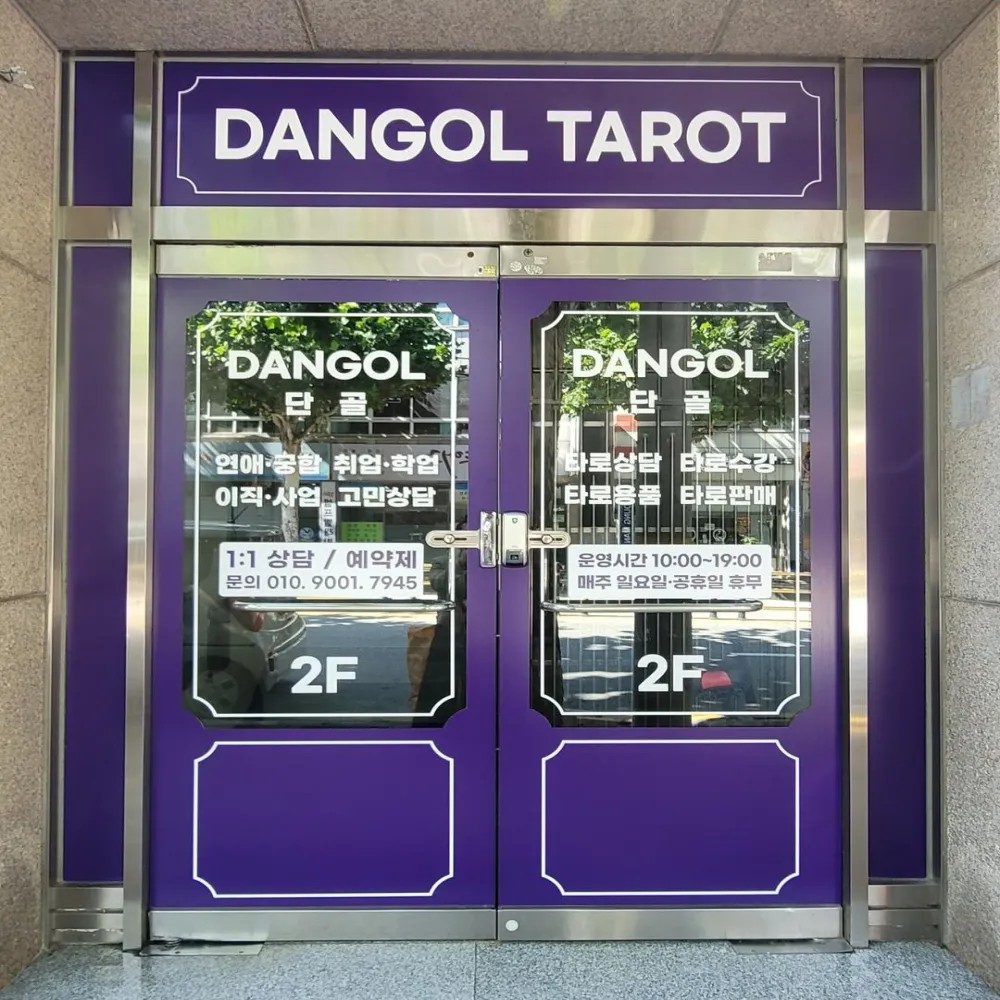 DANGOL TAROT
DANGOL
단골
연애·궁합 취업·학업
이직·사업 고민상담
1:1 상담 / 예약제
문의 010. 9001. 7945
2F
DANGOL
단골
타로상담 타로수강
타로용품 타로판매
운영시간 10:00~19:00
매주 일요일·공휴일 휴무
2F